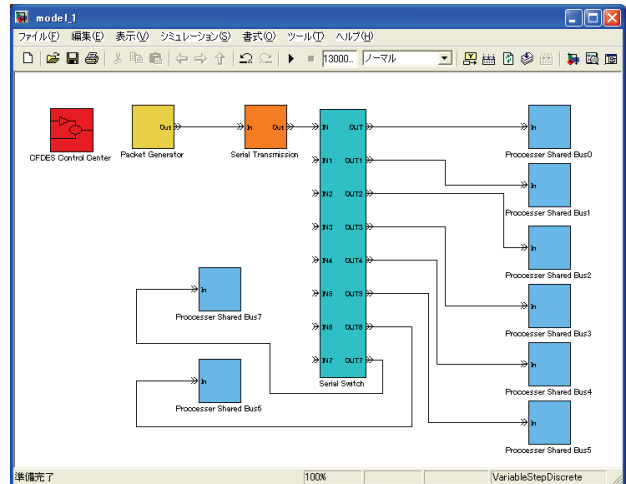 model_1
ファイル(F) 編集(E) 表示(V) シミュレーション(S) 書式(O) ツール(T) ヘルプ(H)
13000.. ノーマル
Out In Out IN OUT In
CFDES Control Center Packet Generator Serial Transmission Processer Shared Bus0
IN1 OUT1 In
Proccesser Shared Bus1
IN2 OUT2
IN3 OUT3 In
Proccesser Shared Bus2
IN4 OUT4
In In
Proccesser Shared Bus7 Proccesser Shared Bus3
IN5 OUT5
IN6 OUT6 In
IN7 OUT7 Proccesser Shared Bus4
Serial Switch
In
Proccesser Shared Bus6
In
Proccesser Shared Bus5
準備完了 100% VariableStepDiscrete